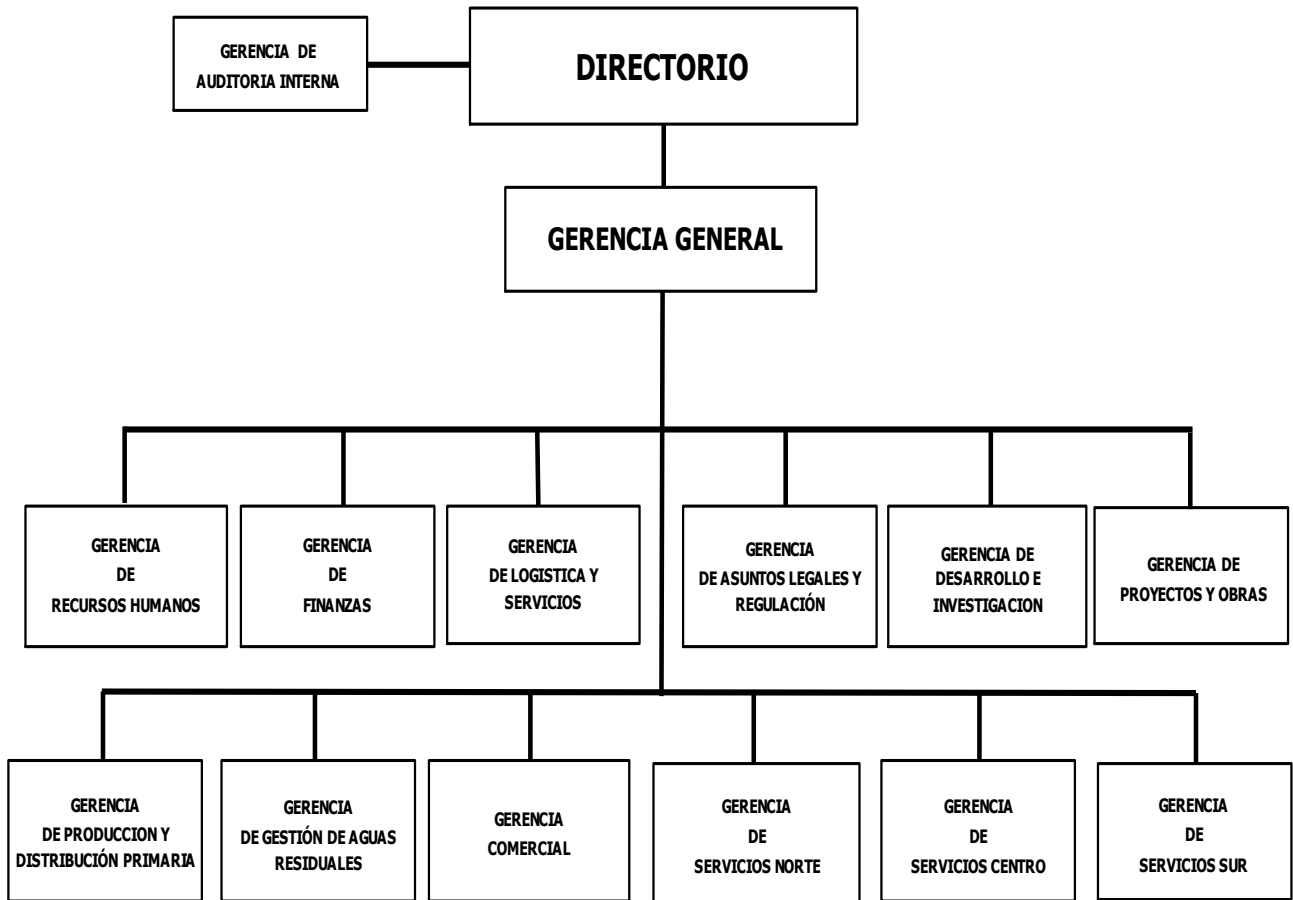 GERENCIA DE
AUDITORIA INTERNA
DIRECTORIO
GERENCIA GENERAL
GERENCIA
DE
RECURSOS HUMANOS
GERENCIA
DE
FINANZAS
GERENCIA
DE LOGISTICA Y
SERVICIOS
GERENCIA
DE ASUNTOS LEGALES Y
REGULACIÓN
GERENCIA DE
DESARROLLO E
INVESTIGACION
GERENCIA DE
PROYECTOS Y OBRAS
GERENCIA
DE PRODUCCION Y
DISTRIBUCIÓN PRIMARIA
GERENCIA
DE GESTIÓN DE AGUAS
RESIDUALES
GERENCIA
COMERCIAL
GERENCIA
DE
SERVICIOS NORTE
GERENCIA
DE
SERVICIOS CENTRO
GERENCIA
DE
SERVICIOS SUR